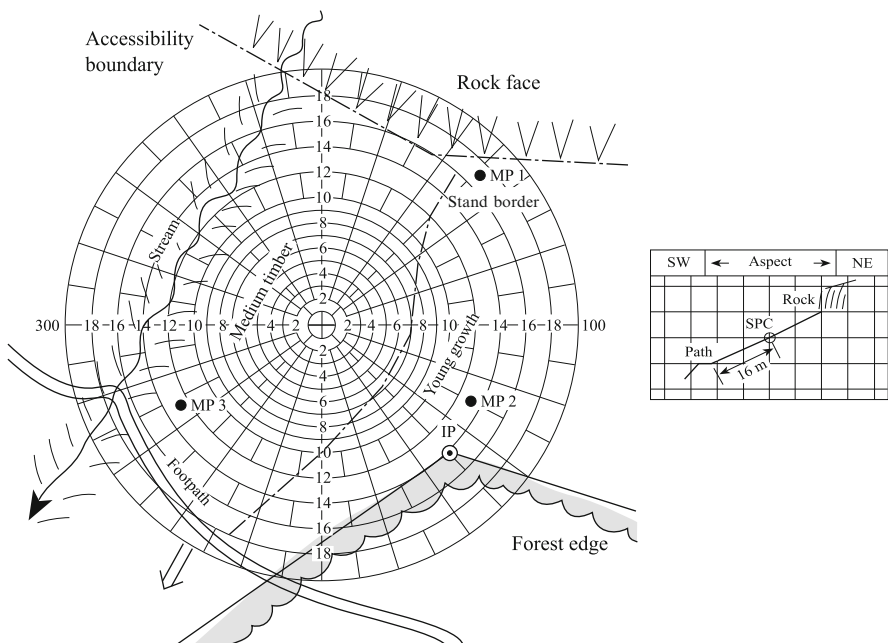 Accessibility
boundary
Rock face
MP 1
Stand border
Stream
Medium timber
Young growth
18
16
14
12
10
8
6
4
2
300 18 16 14 12 10 8 6 4 2 2 4 6 8 10 12 14 16 18 100
2
4
6
8
10
12
14
16
18
MP 3
MP 2
IP
Footpath
Forest edge
SW Aspect NE
Rock
SPC
Path
16 m